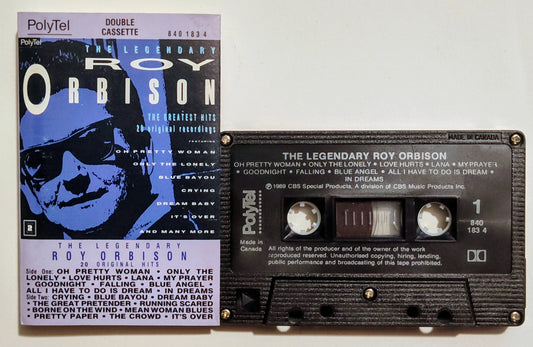 PolyTel
DOUBLE
CASSETTE
840 183 4
PolyTel
THE LEGENDARY
ROY
ORBISON
THE GREATEST HITS
20 original recordings
FEATURING
OH PRETTY WOMAN
ONLY THE LONELY
BLUE BAYOU
CRYING
DREAM BABY
IT'S OVER
AND MANY MORE
2
THE LEGENDARY
ROY ORBISON
20 ORIGINAL HITS
Side One: OH PRETTY WOMAN • ONLY THE
LONELY • LOVE HURTS • LANA • MY PRAYER
• GOODNIGHT • FALLING • BLUE ANGEL •
ALL I HAVE TO DO IS DREAM • IN DREAMS
Side Two: CRYING • BLUE BAYOU • DREAM BABY
• THE GREAT PRETENDER • RUNNING SCARED
• BORNE ON THE WIND • MEAN WOMAN BLUES
• PRETTY PAPER • THE CROWD • IT'S OVER
MADE IN CANADA
THE LEGENDARY ROY ORBISON
OH PRETTY WOMAN • ONLY THE LONELY • LOVE HURTS • LANA • MY PRAYER
• GOODNIGHT • FALLING • BLUE ANGEL • ALL I HAVE TO DO IS DREAM •
IN DREAMS
℗ 1989 CBS Special Products, A division of CBS Music Products Inc.
PolyTel
Made in
Canada
1
840
183 4
All rights of the producer and of the owner of the work
reproduced reserved. Unauthorised copying, hiring, lending,
public performance and broadcasting of this tape prohibited.